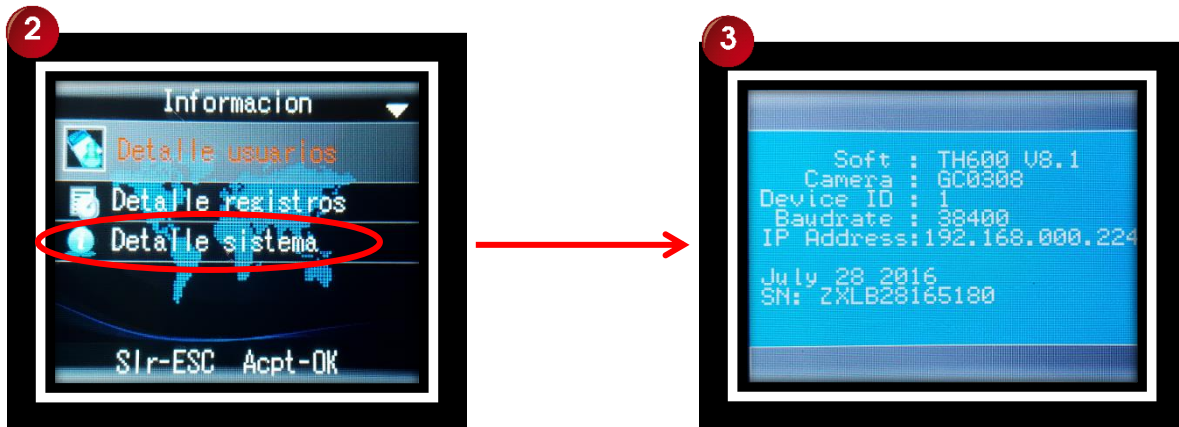 2
Informacion
Detalle usuarios
Detalle registros
Detalle sistema
Slr-ESC Acpt-OK
3
Soft : TH600 V8.1
Camera : GC0308
Device ID : 1
Baudrate : 38400
IP Address:192.168.000.224
July 28 2016
SN: ZXLB28165180